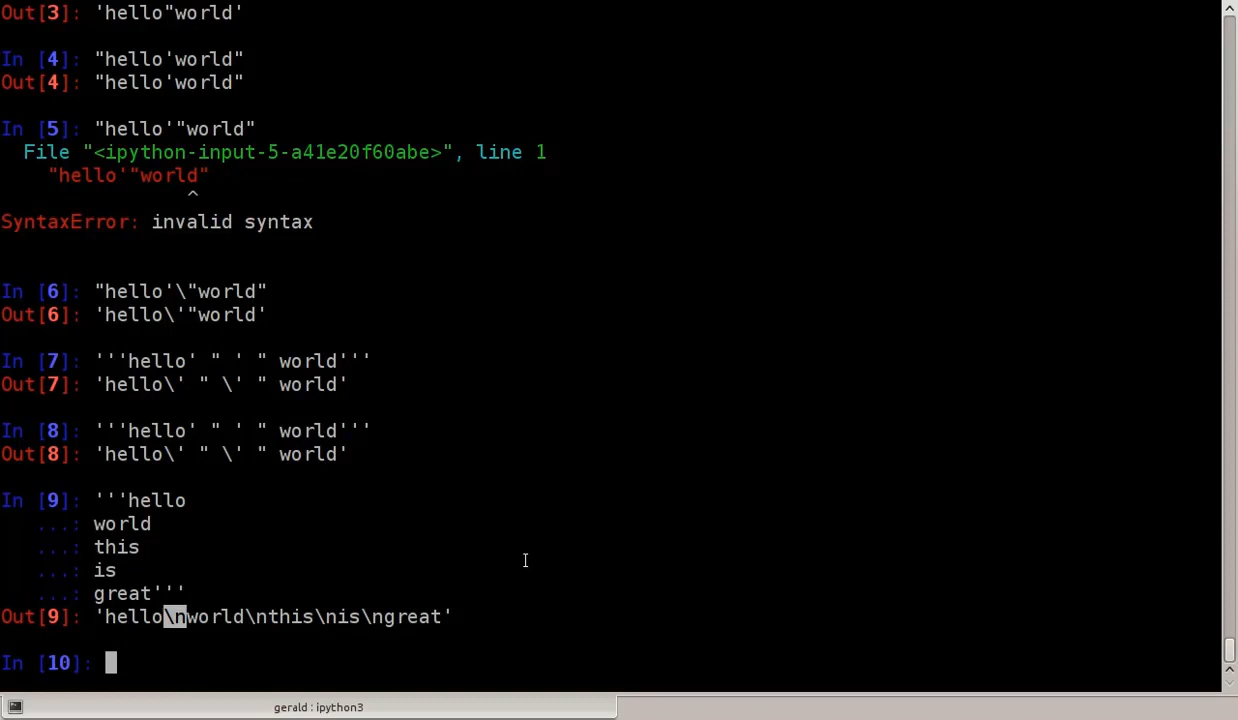 Out[3]: 'hello"world'
In [4]: "hello'world"
Out[4]: "hello'world"
In [5]: "hello'"world"
File "<ipython-input-5-a41e20f60abe>", line 1
"hello'"world"
^
SyntaxError: invalid syntax
In [6]: "hello'\"world"
Out[6]: 'hello\'"world'
In [7]: '''hello' " ' " world'''
Out[7]: 'hello\' " \' " world'
In [8]: '''hello' " ' " world'''
Out[8]: 'hello\' " \' " world'
In [9]: '''hello
...: world
...: this
...: is
...: great'''
Out[9]: 'hello\nworld\nthis\nis\ngreat'
In [10]:
gerald : ipython3